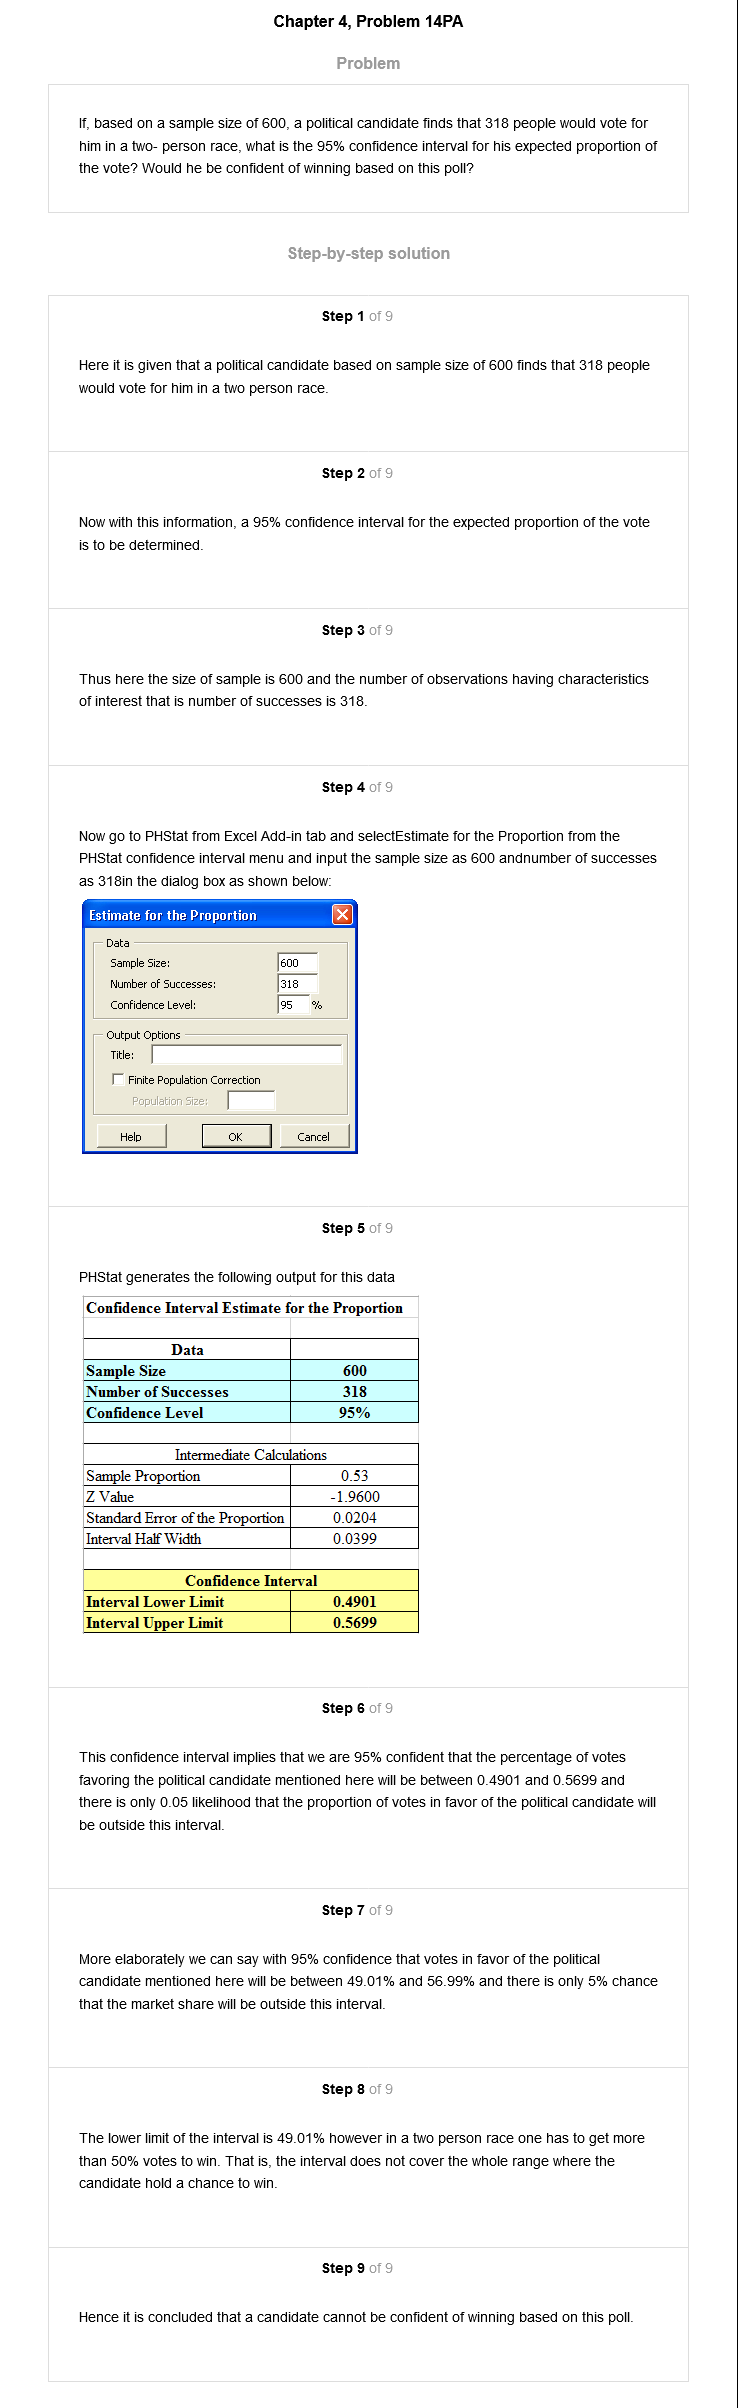 Chapter 4, Problem 14PA
Problem
If, based on a sample size of 600, a political candidate finds that 318 people would vote for
him in a two- person race, what is the 95% confidence interval for his expected proportion of
the vote? Would he be confident of winning based on this poll?
Step-by-step solution
Step 1 of 9
Here it is given that a political candidate based on sample size of 600 finds that 318 people
would vote for him in a two person race.
Step 2 of 9
Now with this information, a 95% confidence interval for the expected proportion of the vote
is to be determined.
Step 3 of 9
Thus here the size of sample is 600 and the number of observations having characteristics
of interest that is number of successes is 318.
Step 4 of 9
Now go to PHStat from Excel Add-in tab and selectEstimate for the Proportion from the
PHStat confidence interval menu and input the sample size as 600 andnumber of successes
as 318in the dialog box as shown below:
Estimate for the Proportion
Data
Sample Size: 600
Number of Successes: 318
Confidence Level: 95 %
Output Options
Title:
Finite Population Correction
Population Size:
Help OK Cancel
Step 5 of 9
PHStat generates the following output for this data
Confidence Interval Estimate for the Proportion
Data
Sample Size 600
Number of Successes 318
Confidence Level 95%
Intermediate Calculations
Sample Proportion 0.53
Z Value -1.9600
Standard Error of the Proportion 0.0204
Interval Half Width 0.0399
Confidence Interval
Interval Lower Limit 0.4901
Interval Upper Limit 0.5699
Step 6 of 9
This confidence interval implies that we are 95% confident that the percentage of votes
favoring the political candidate mentioned here will be between 0.4901 and 0.5699 and
there is only 0.05 likelihood that the proportion of votes in favor of the political candidate will
be outside this interval.
Step 7 of 9
More elaborately we can say with 95% confidence that votes in favor of the political
candidate mentioned here will be between 49.01% and 56.99% and there is only 5% chance
that the market share will be outside this interval.
Step 8 of 9
The lower limit of the interval is 49.01% however in a two person race one has to get more
than 50% votes to win. That is, the interval does not cover the whole range where the
candidate hold a chance to win.
Step 9 of 9
Hence it is concluded that a candidate cannot be confident of winning based on this poll.